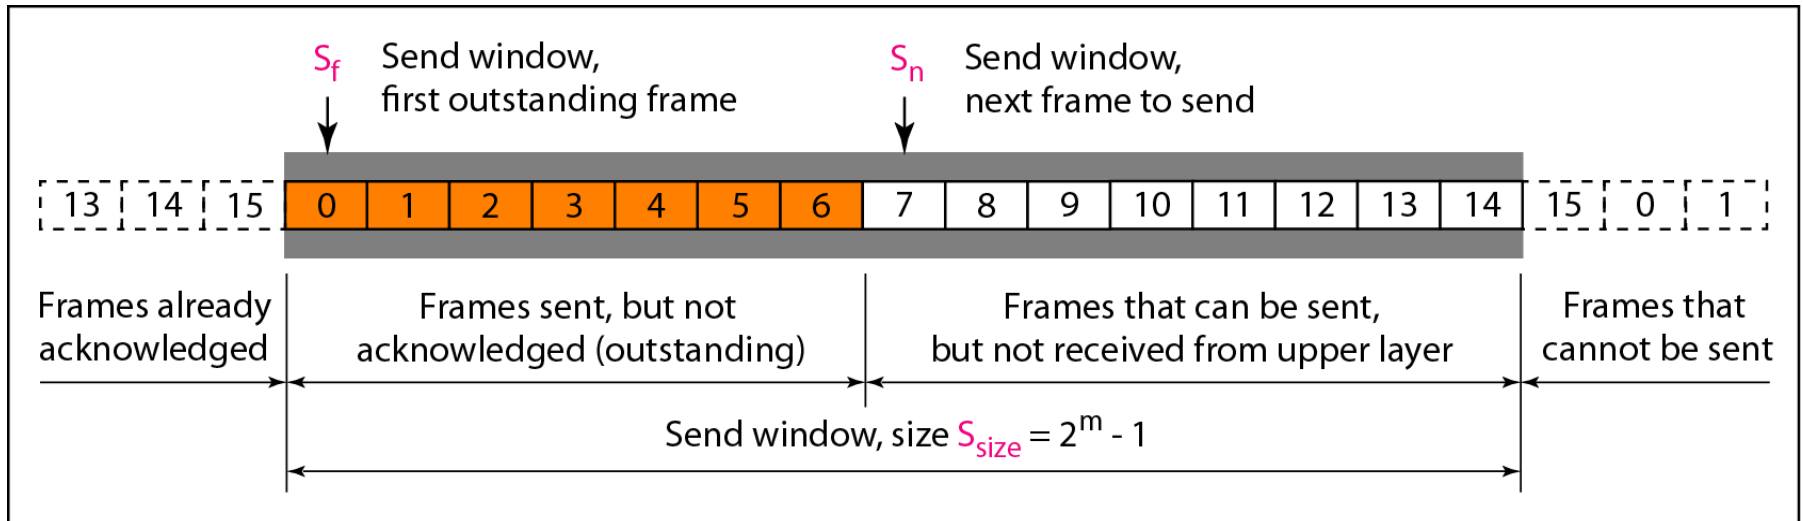 Sf Send window,
first outstanding frame
Sn Send window,
next frame to send
13 14 15 0 1 2 3 4 5 6 7 8 9 10 11 12 13 14 15 0 1
Frames already
acknowledged
Frames sent, but not
acknowledged (outstanding)
Frames that can be sent,
but not received from upper layer
Frames that
cannot be sent
Send window, size Ssize = 2^m - 1